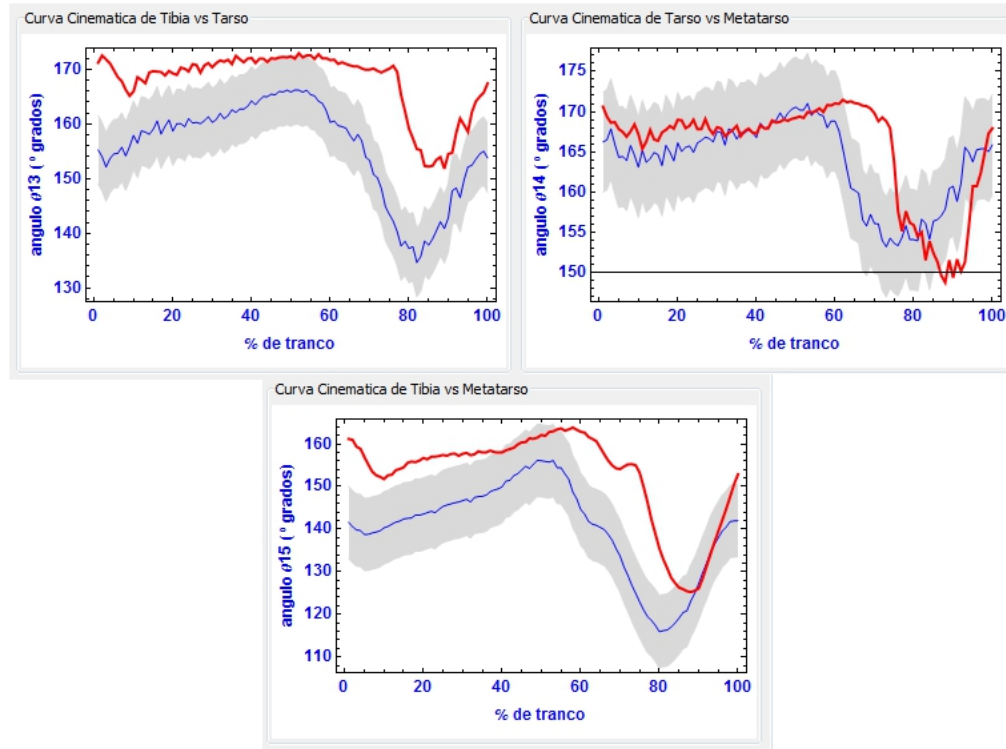 Curva Cinematica de Tibia vs Tarso
170
160
150
140
130
angulo θ13 ( º grados)
0 20 40 60 80 100
% de tranco
Curva Cinematica de Tarso vs Metatarso
175
170
165
160
155
150
angulo θ14 ( º grados)
0 20 40 60 80 100
% de tranco
Curva Cinematica de Tibia vs Metatarso
160
150
140
130
120
110
angulo θ15 ( º grados)
0 20 40 60 80 100
% de tranco